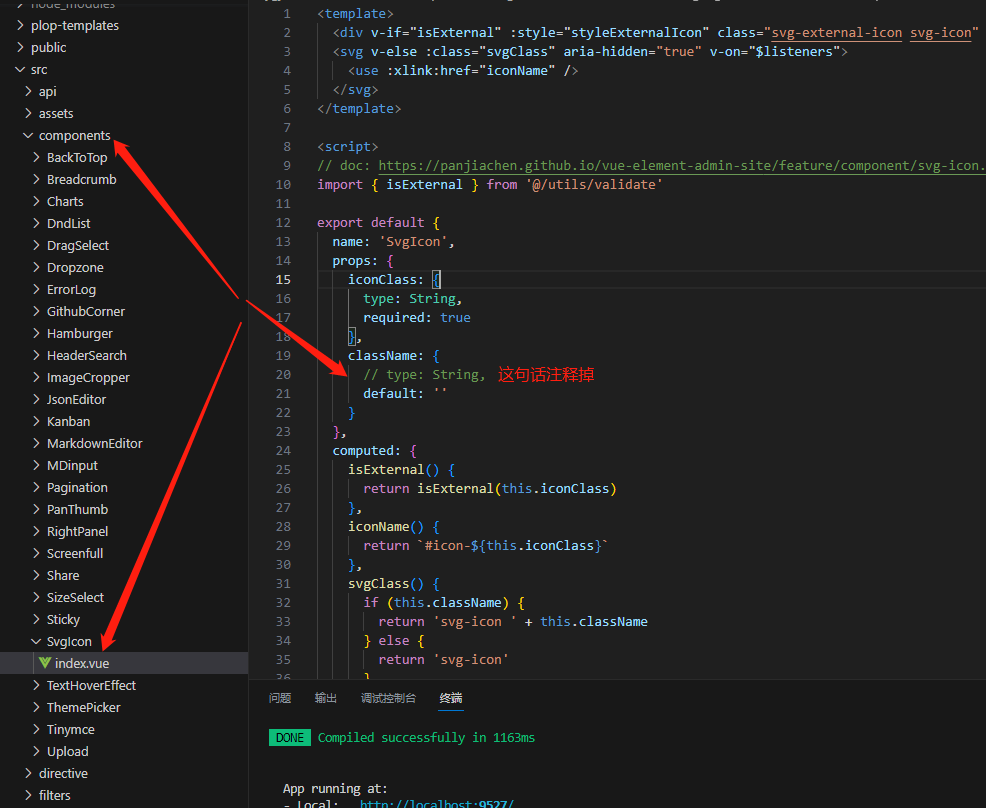 node_modules
plop-templates
public
src
api
assets
components
BackToTop
Breadcrumb
Charts
DndList
DragSelect
Dropzone
ErrorLog
GithubCorner
Hamburger
HeaderSearch
ImageCropper
JsonEditor
Kanban
MarkdownEditor
MDinput
Pagination
PanThumb
RightPanel
Screenfull
Share
SizeSelect
Sticky
SvgIcon
index.vue
TextHoverEffect
ThemePicker
Tinymce
Upload
directive
filters
1 <template>
2 <div v-if="isExternal" :style="styleExternalIcon" class="svg-external-icon svg-icon"
3 <svg v-else :class="svgClass" aria-hidden="true" v-on="$listeners">
4 <use :xlink:href="iconName" />
5 </svg>
6 </template>
7
8 <script>
9 // doc: https://panjiachen.github.io/vue-element-admin-site/feature/component/svg-icon.
10 import { isExternal } from '@/utils/validate'
11
12 export default {
13 name: 'SvgIcon',
14 props: {
15 iconClass: {
16 type: String,
17 required: true
18 },
19 className: {
20 // type: String, 这句话注释掉
21 default: ''
22 }
23 },
24 computed: {
25 isExternal() {
26 return isExternal(this.iconClass)
27 },
28 iconName() {
29 return `#icon-${this.iconClass}`
30 },
31 svgClass() {
32 if (this.className) {
33 return 'svg-icon ' + this.className
34 } else {
35 return 'svg-icon'
36 }
问题 输出 调试控制台 终端
DONE Compiled successfully in 1163ms
App running at:
- Local: http://localhost:9527/